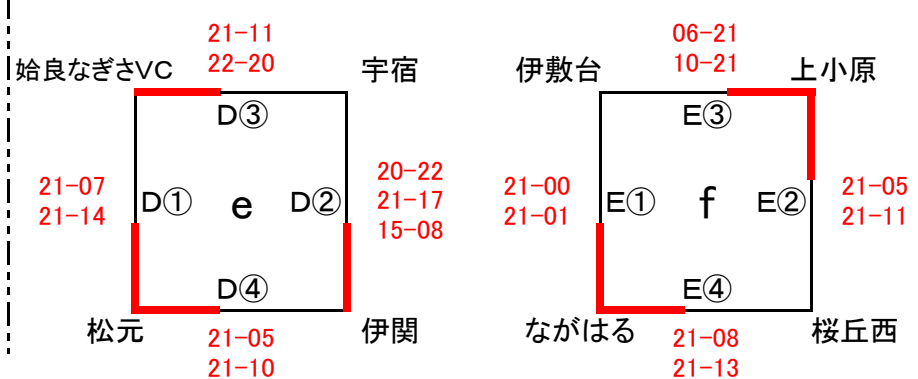 21-11
22-20
06-21
10-21
姶良なぎさVC
宇宿
伊敷台
上小原
D③
E③
21-07
21-14
D①
e
D②
20-22
21-17
15-08
21-00
21-01
E①
f
E②
21-05
21-11
D④
E④
松元
21-05
21-10
伊関
ながはる
21-08
21-13
桜丘西